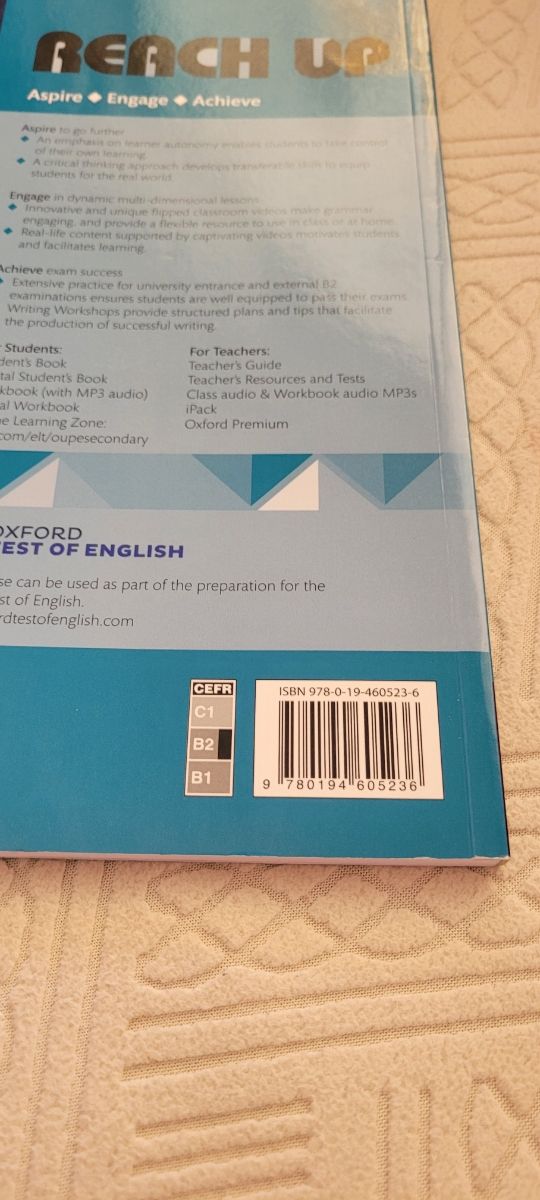 REACH UP
Aspire ◆ Engage ◆ Achieve
Aspire to go further
◆ An emphasis on learner autonomy enables students to take control
of their own learning.
◆ A critical thinking approach develops transferable skills to equip
students for the real world.
Engage in dynamic multi-dimensional lessons
◆ Innovative and unique flipped classroom videos make grammar
engaging, and provide a flexible resource to use in class or at home.
◆ Real-life content supported by captivating videos motivates students
and facilitates learning.
Achieve exam success
◆ Extensive practice for university entrance and external B2
examinations ensures students are well equipped to pass their exams.
Writing Workshops provide structured plans and tips that facilitate
the production of successful writing.
r Students:
dent's Book
tal Student's Book
kbook (with MP3 audio)
al Workbook
e Learning Zone:
com/elt/oupesecondary
For Teachers:
Teacher's Guide
Teacher's Resources and Tests
Class audio & Workbook audio MP3s
iPack
Oxford Premium
OXFORD
TEST OF ENGLISH
se can be used as part of the preparation for the
st of English.
rdtestofenglish.com
CEFR
C1
B2
B1
ISBN 978-0-19-460523-6
9 780194 605236